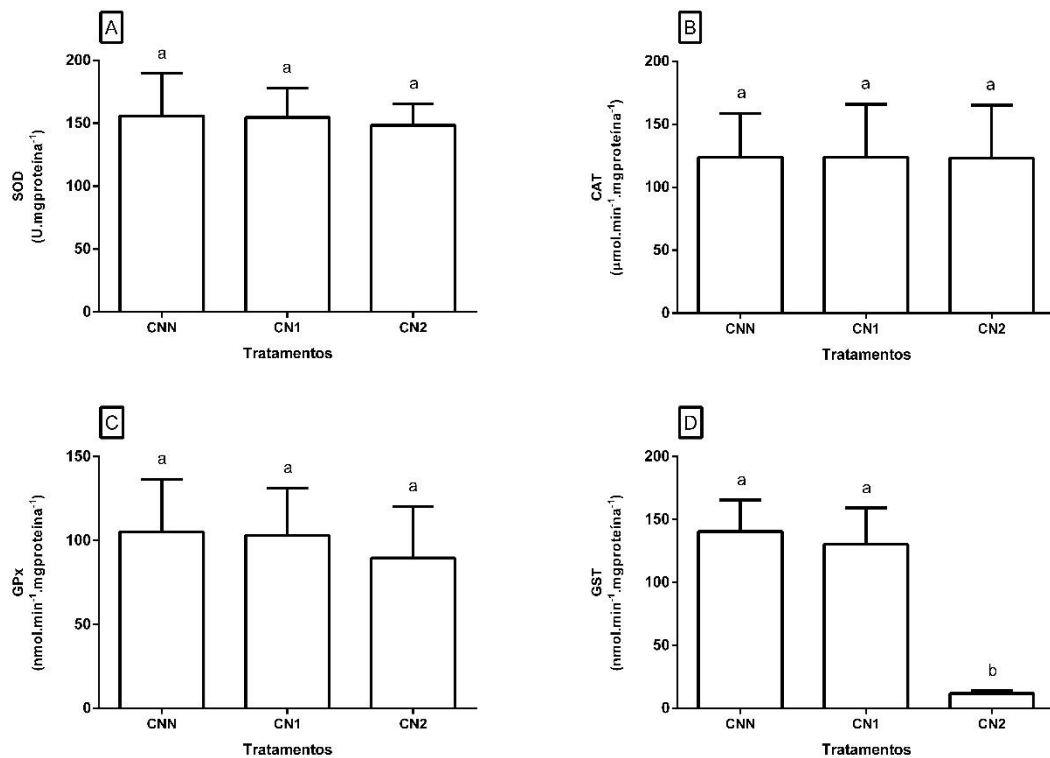 A
200
150
100
50
0
SOD
(U.mgproteína⁻¹)
a
a
a
CNN
CN1
CN2
Tratamentos
B
200
150
100
50
0
CAT
(µmol.min⁻¹.mgproteína⁻¹)
a
a
a
CNN
CN1
CN2
Tratamentos
C
150
100
50
0
GPx
(nmol.min⁻¹.mgproteína⁻¹)
a
a
a
CNN
CN1
CN2
Tratamentos
D
200
150
100
50
0
GST
(nmol.min⁻¹.mgproteína⁻¹)
a
a
b
CNN
CN1
CN2
Tratamentos